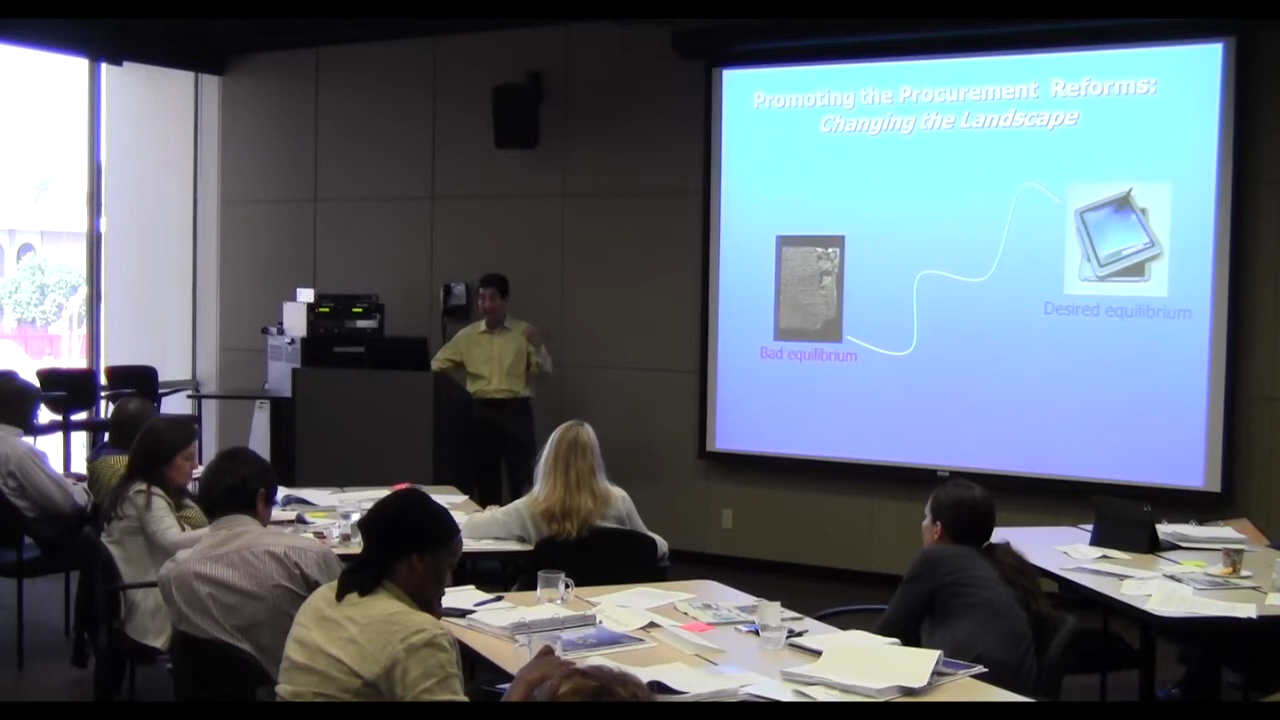 Promoting the Procurement Reforms:
Changing the Landscape
Bad equilibrium
Desired equilibrium